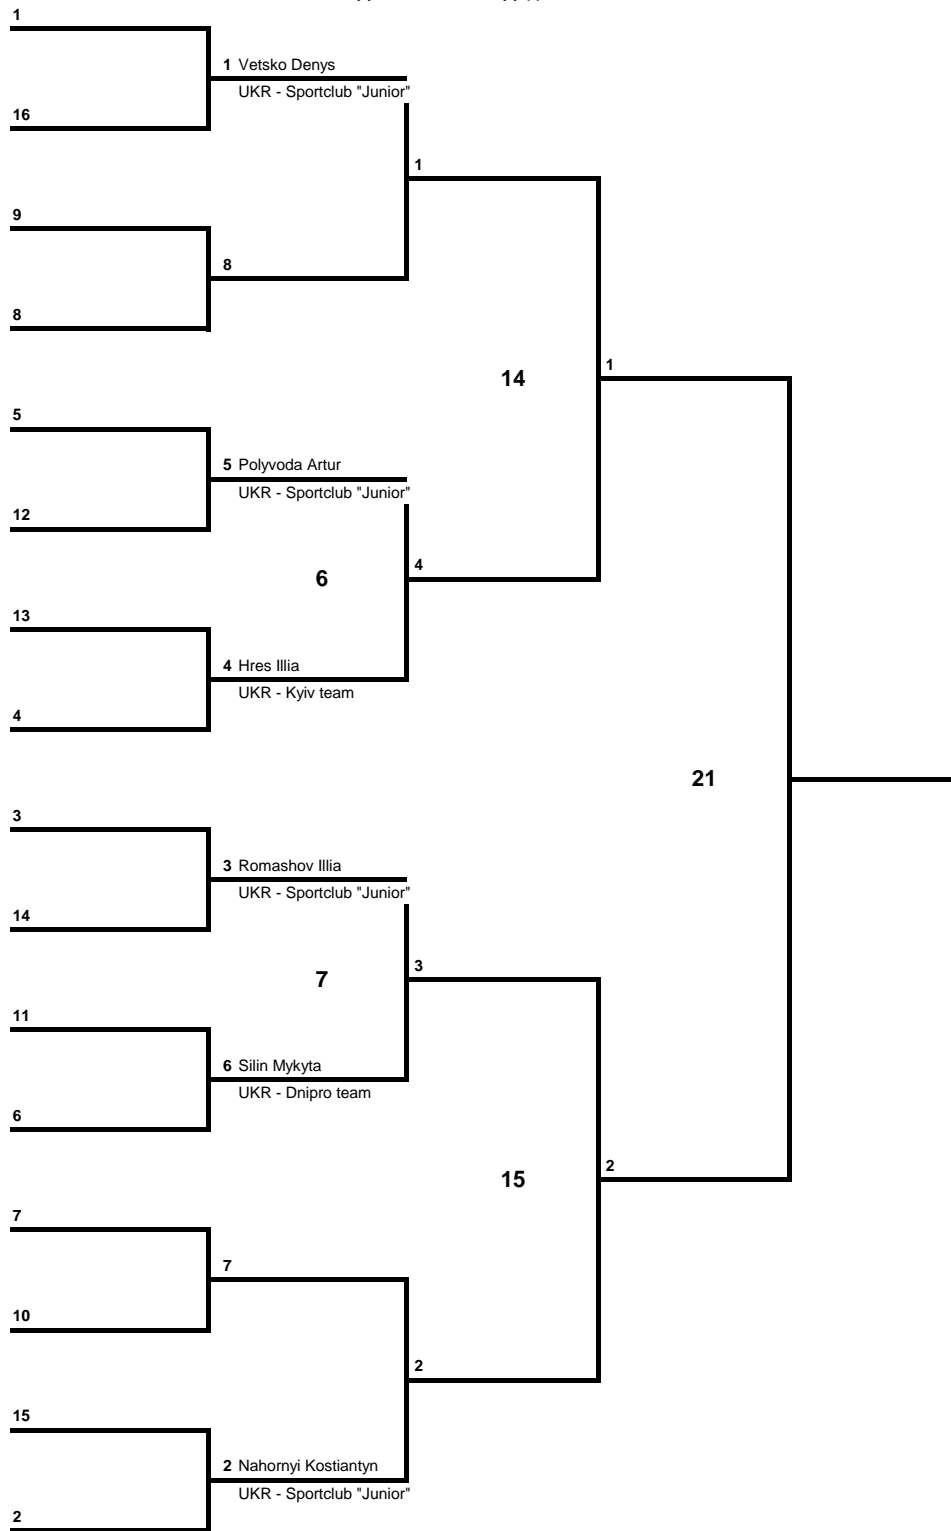 1
1 Vetsko Denys
UKR - Sportclub "Junior"
16
1
9
8
8
14
1
5
5 Polyvoda Artur
UKR - Sportclub "Junior"
12
4
6
13
4 Hres Illia
UKR - Kyiv team
4
21
3
3 Romashov Illia
UKR - Sportclub "Junior"
14
3
7
11
6 Silin Mykyta
UKR - Dnipro team
6
2
15
7
7
10
2
15
2 Nahornyi Kostiantyn
UKR - Sportclub "Junior"
2